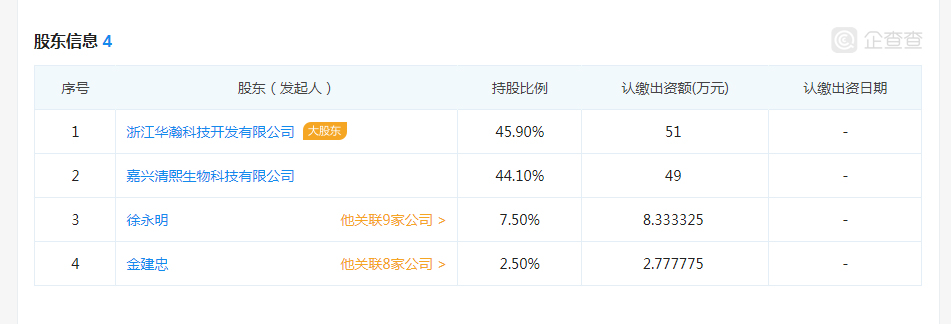 股东信息 4
企查查
序号 股东（发起人） 持股比例 认缴出资额(万元) 认缴出资日期
1 浙江华瀚科技开发有限公司 大股东 45.90% 51 -
2 嘉兴清熙生物科技有限公司 44.10% 49 -
3 徐永明 他关联9家公司 > 7.50% 8.333325 -
4 金建忠 他关联8家公司 > 2.50% 2.777775 -